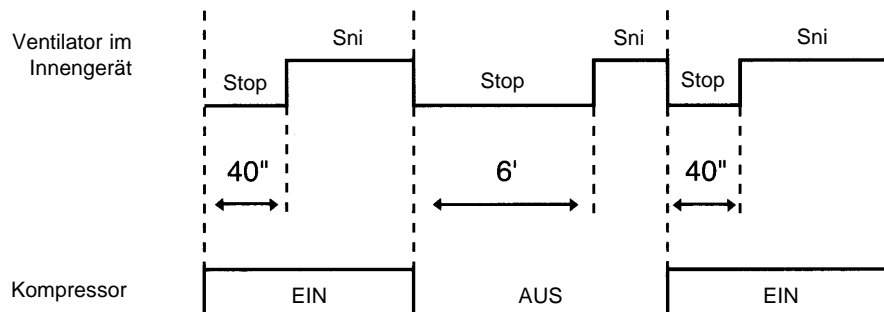 Ventilator im
Innengerät
Sni
Sni
Sni
Stop
Stop
Stop
40"
6'
40"
Kompressor
EIN
AUS
EIN